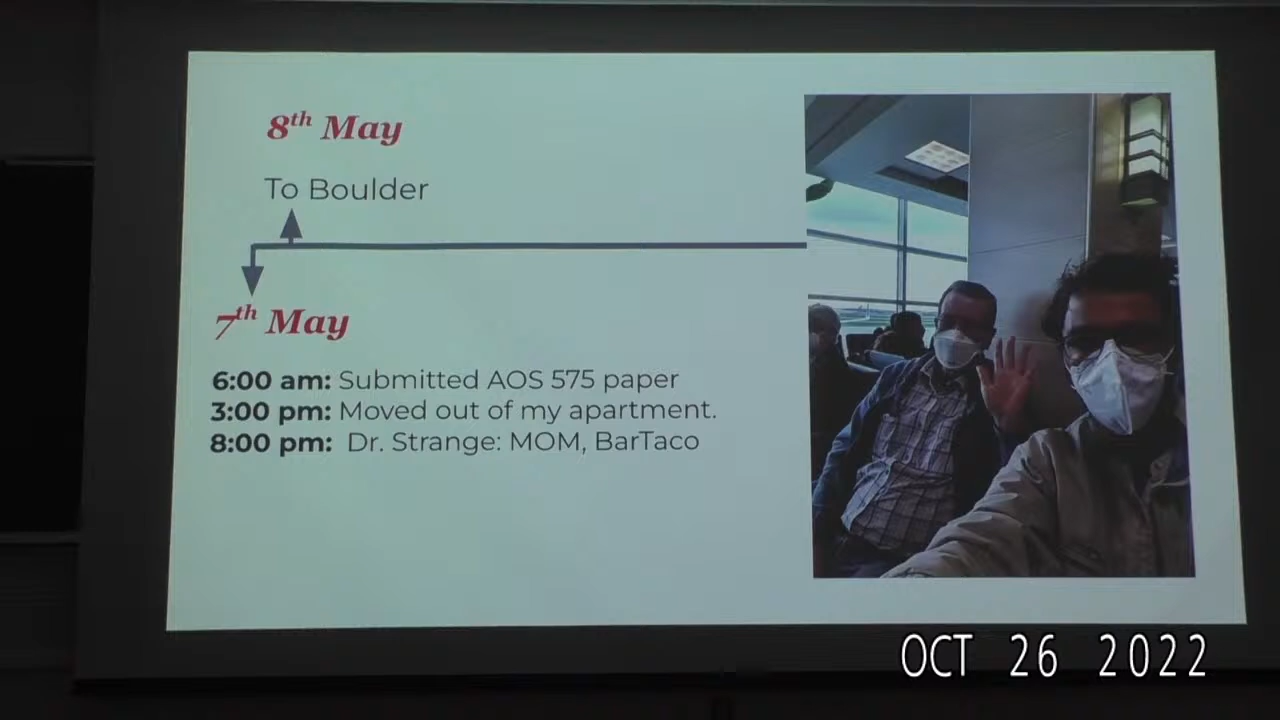 8th May
To Boulder
7th May
6:00 am: Submitted AOS 575 paper
3:00 pm: Moved out of my apartment.
8:00 pm: Dr. Strange: MOM, BarTaco
OCT 26 2022